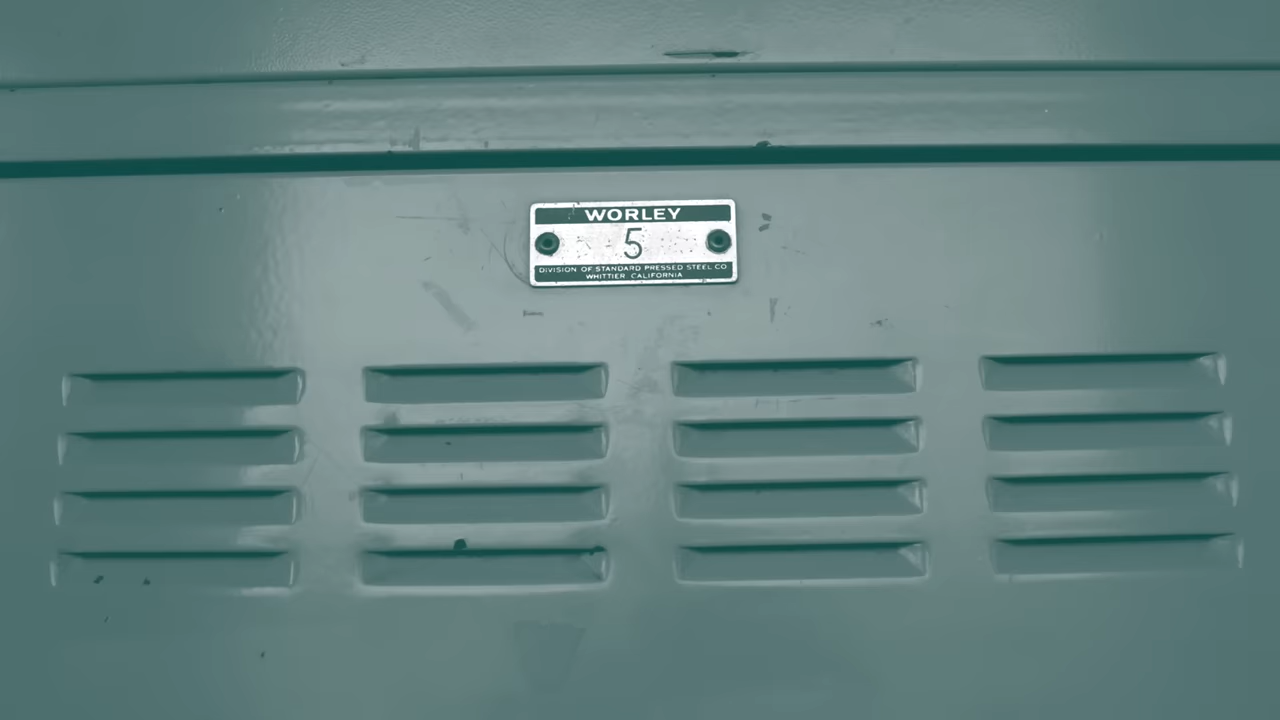 WORLEY
5
DIVISION OF STANDARD PRESSED STEEL CO
WHITTIER CALIFORNIA